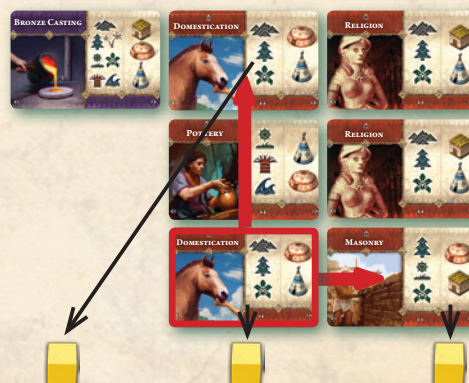 BRONZE CASTING
DOMESTICATION
RELIGION
POTTERY
RELIGION
DOMESTICATION
MASONRY